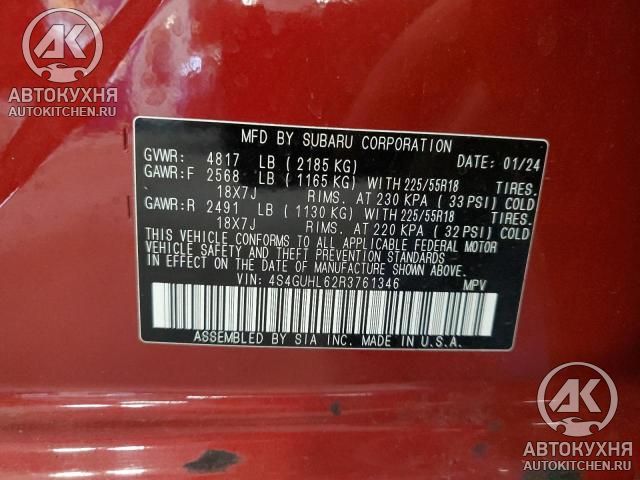 AK
АВТОКУХНЯ
AUTOKITCHEN.RU
MFD BY SUBARU CORPORATION
GVWR: 4817 LB ( 2185 KG) DATE: 01/24
GAWR:F 2568 LB ( 1165 KG) WITH 225/55R18 TIRES.
18X7J RIMS. AT 230 KPA ( 33 PSI) COLD
GAWR:R 2491 LB ( 1130 KG) WITH 225/55R18 TIRES.
18X7J RIMS. AT 220 KPA ( 32 PSI) COLD
THIS VEHICLE CONFORMS TO ALL APPLICABLE FEDERAL MOTOR
VEHICLE SAFETY AND THEFT PREVENTION STANDARDS
IN EFFECT ON THE DATE OF MANUFACTURE SHOWN ABOVE.
VIN: 4S4GUHL62R3761346 MPV
ASSEMBLED BY SIA INC. MADE IN U.S.A.
AK
АВТОКУХНЯ
AUTOKITCHEN.RU